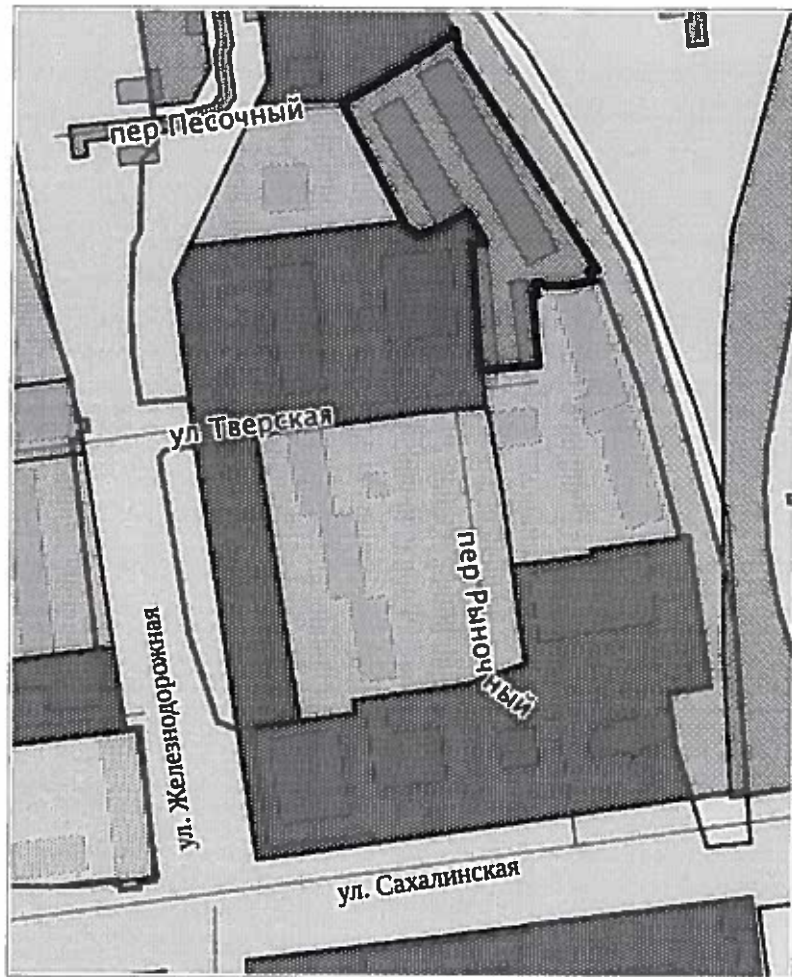 пер Песочный
ул Тверская
пер Рыночный
ул. Железнодорожная
ул. Сахалинская